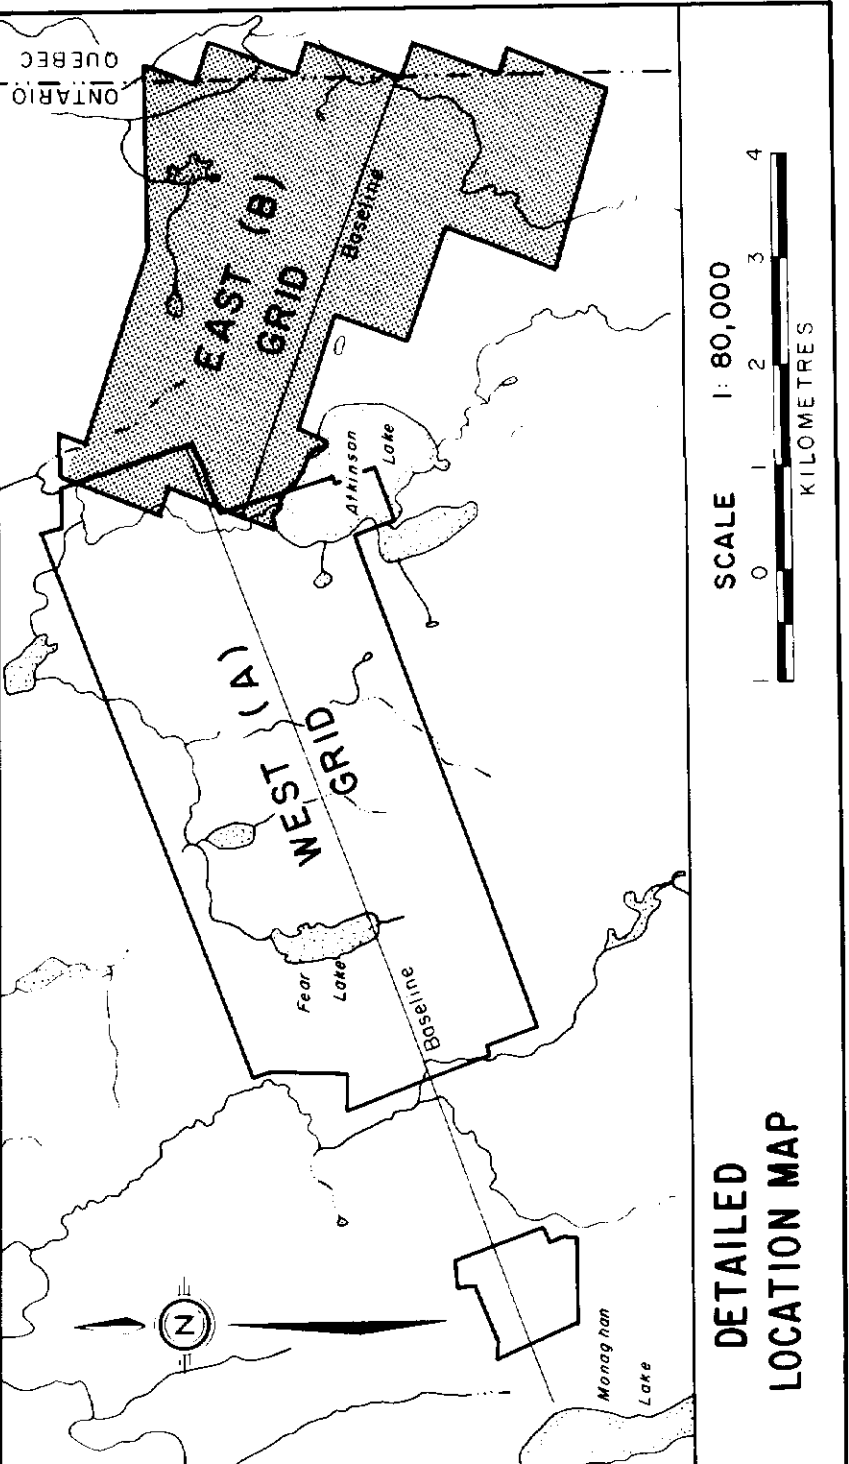 QUEBEC
ONTARIO
EAST (B)
GRID
Baseline
Atkinson
Lake
WEST (A)
GRID
Fear
Lake
Baseline
N
Monaghan
Lake
DETAILED
LOCATION MAP
SCALE 1:80,000
1 0 1 2 3 4
KILOMETRES